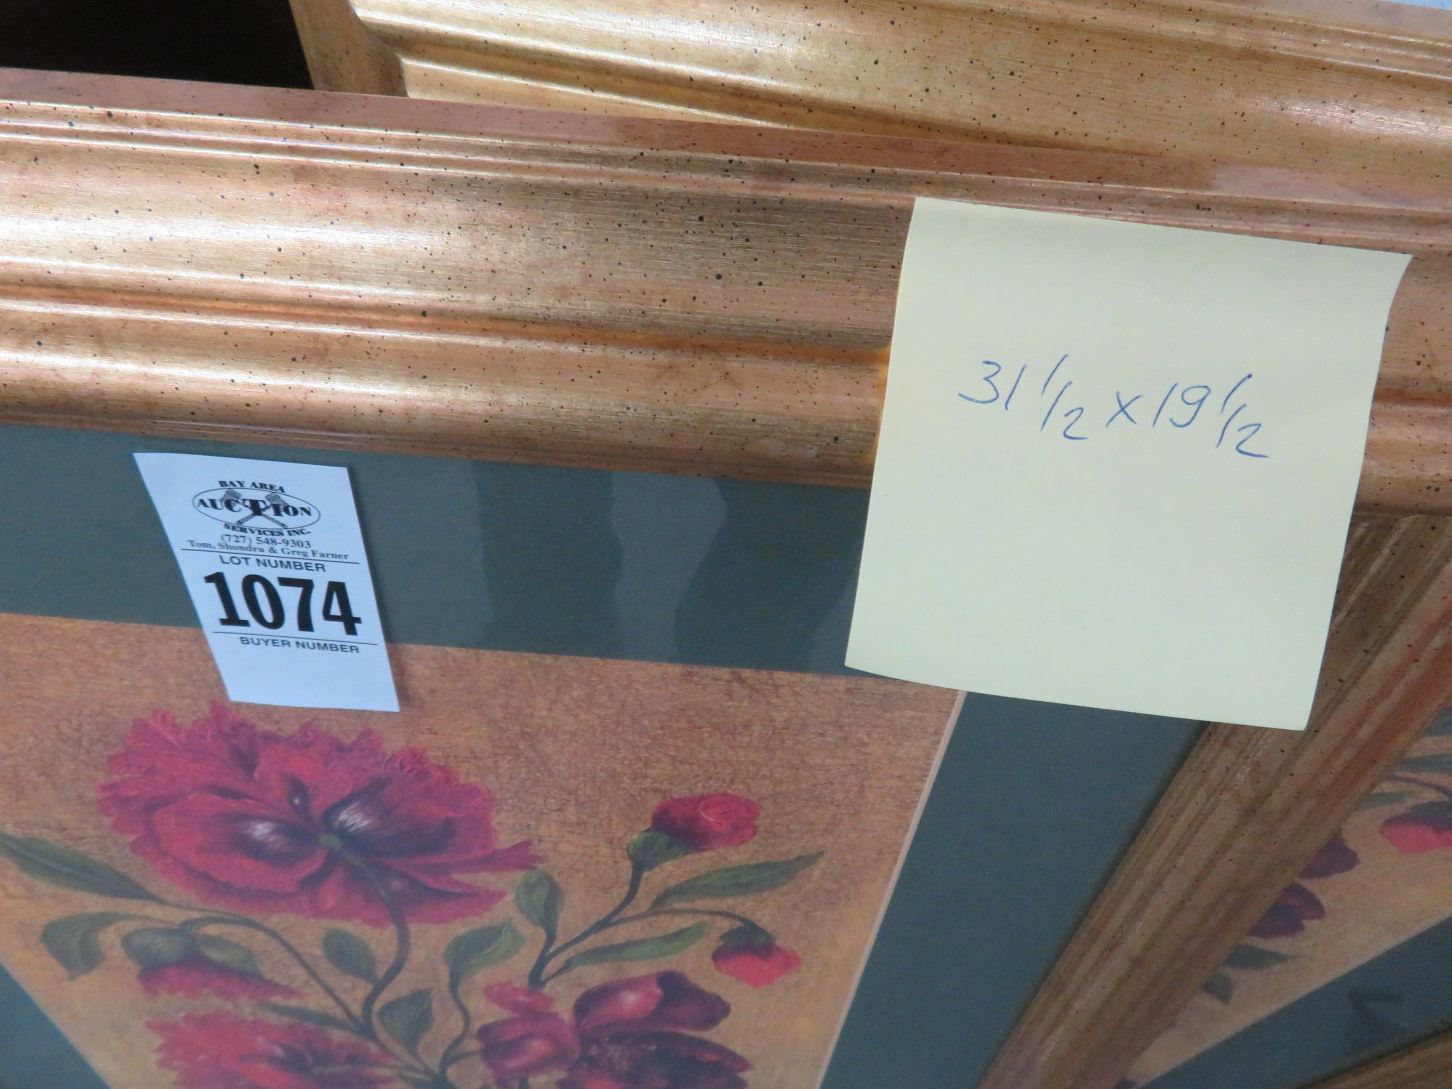 BAY AREA
AUCTION
SERVICES INC.
(727) 548-9303
Tom, Shondra & Greg Farner
LOT NUMBER
1074
BUYER NUMBER
31 1/2 x 19 1/2